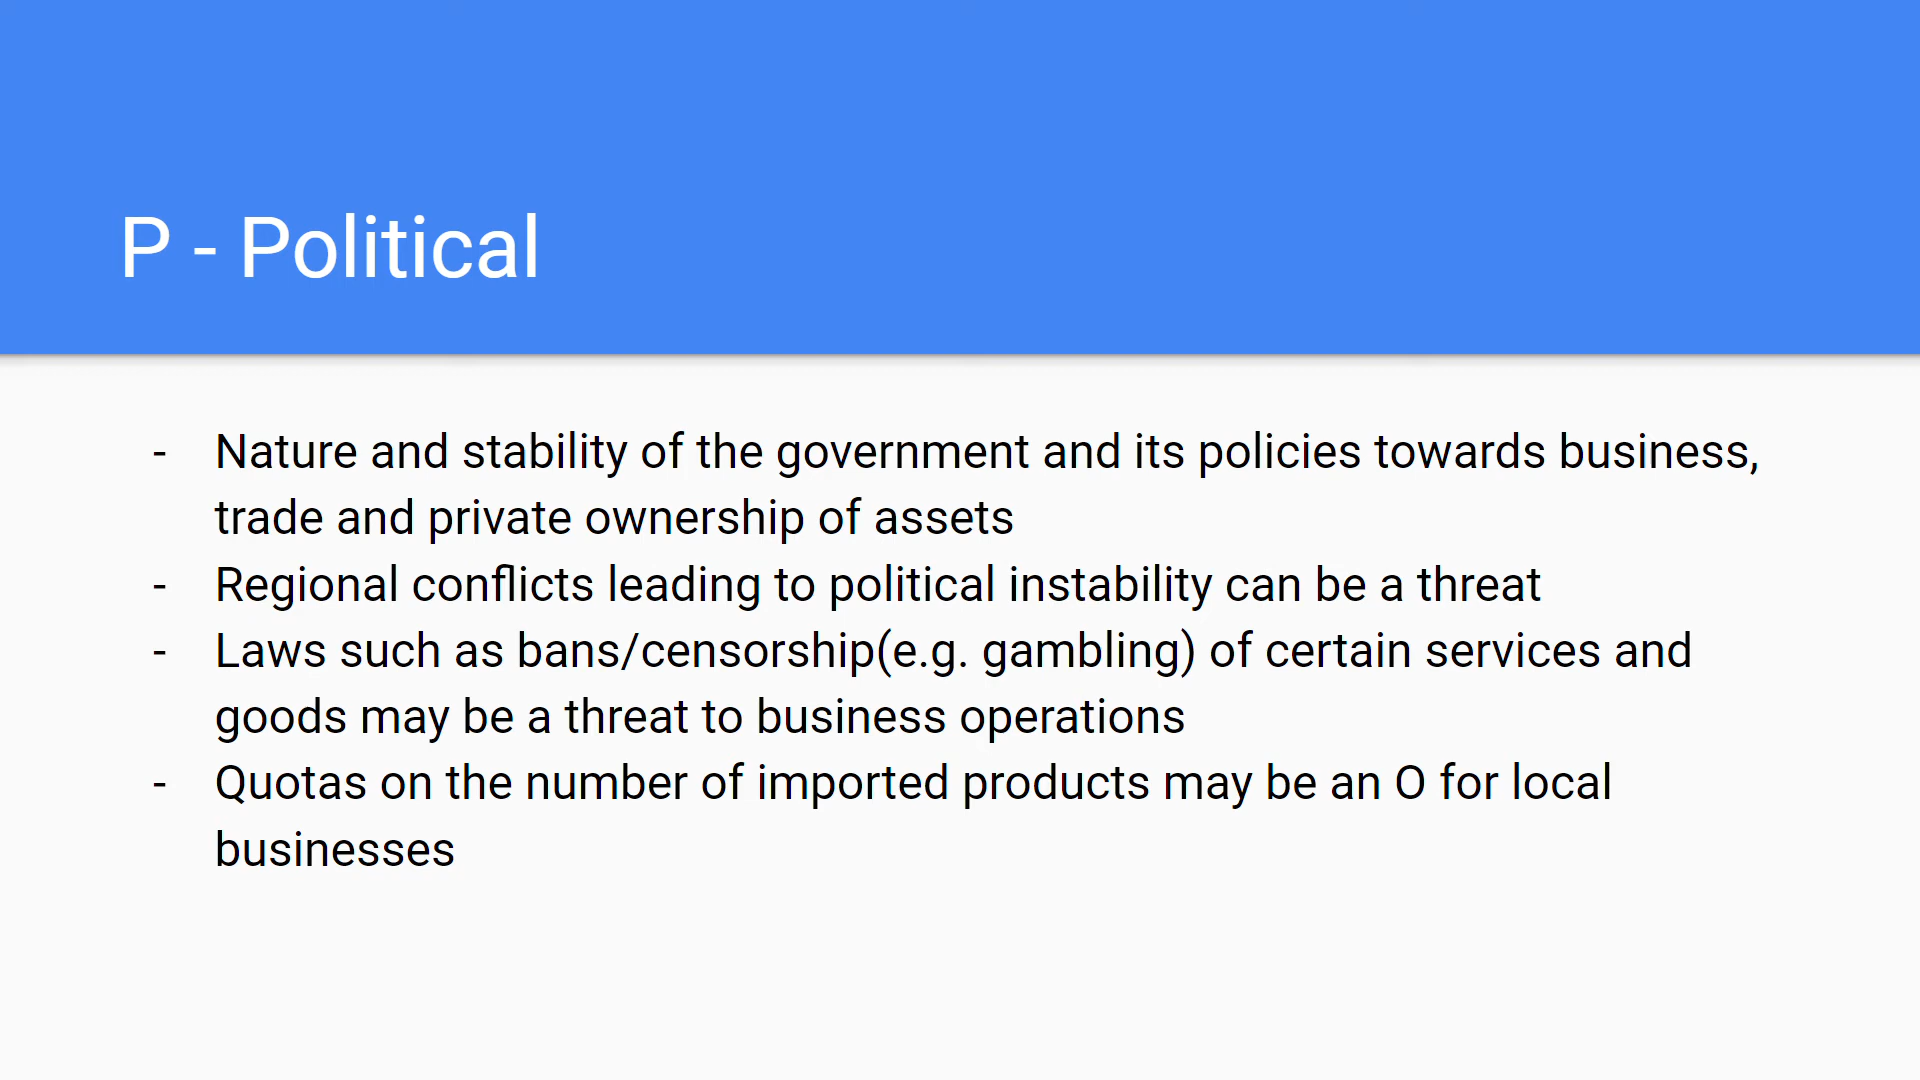 P - Political
- Nature and stability of the government and its policies towards business,
trade and private ownership of assets
- Regional conflicts leading to political instability can be a threat
- Laws such as bans/censorship(e.g. gambling) of certain services and
goods may be a threat to business operations
- Quotas on the number of imported products may be an O for local
businesses